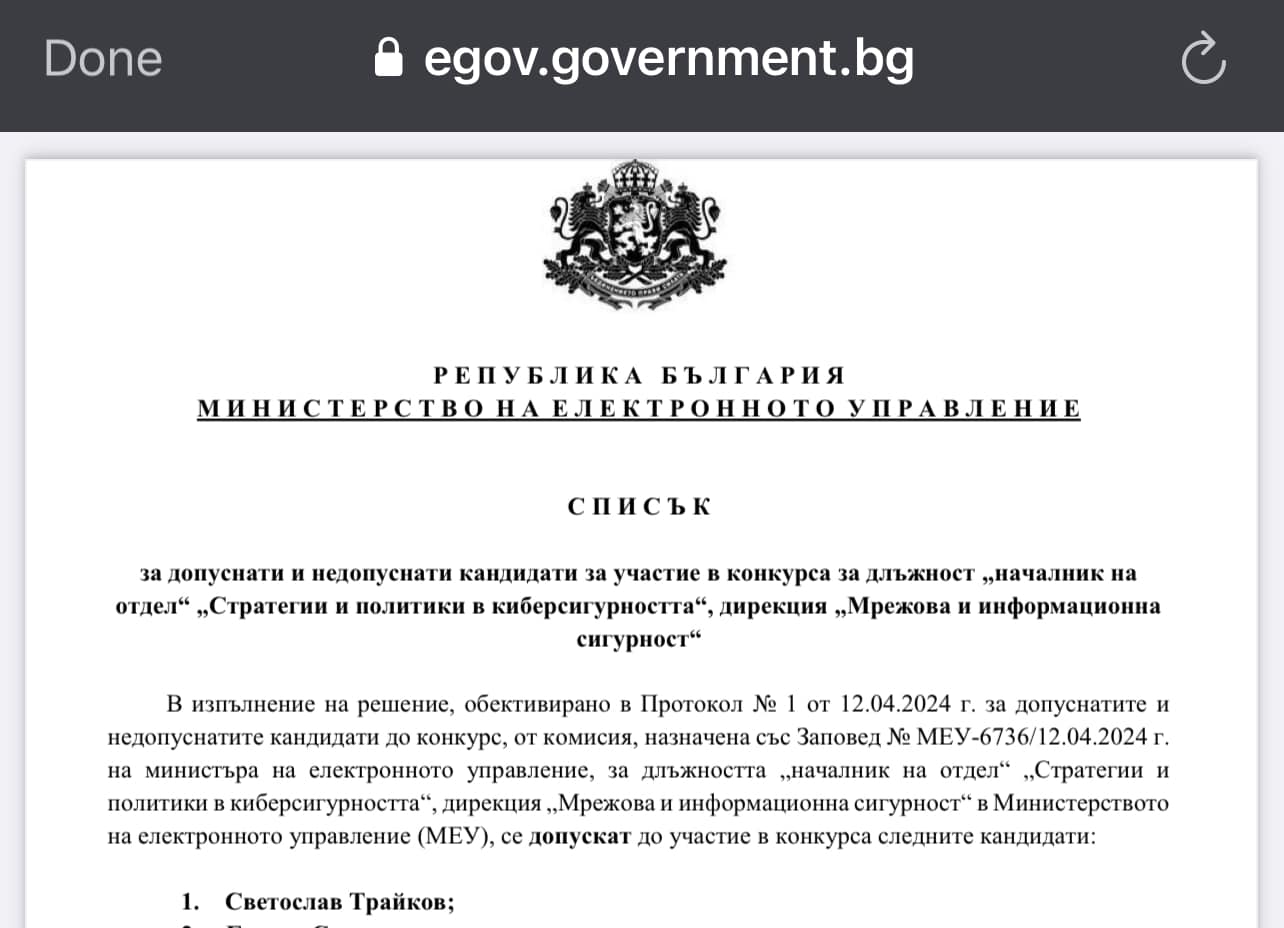 Done
egov.government.bg
РЕПУБЛИКА БЪЛГАРИЯ
МИНИСТЕРСТВО НА ЕЛЕКТРОННОТО УПРАВЛЕНИЕ
СПИСЪК
за допуснати и недопуснати кандидати за участие в конкурса за длъжност „началник на
отдел“ „Стратегии и политики в киберсигурността“, дирекция „Мрежова и информационна
сигурност“
В изпълнение на решение, обективирано в Протокол № 1 от 12.04.2024 г. за допуснатите и
недопуснатите кандидати до конкурс, от комисия, назначена със Заповед № МЕУ-6736/12.04.2024 г.
на министъра на електронното управление, за длъжността „началник на отдел“ „Стратегии и
политики в киберсигурността“, дирекция „Мрежова и информационна сигурност“ в Министерството
на електронното управление (МЕУ), се допускат до участие в конкурса следните кандидати:
1. Светослав Трайков;